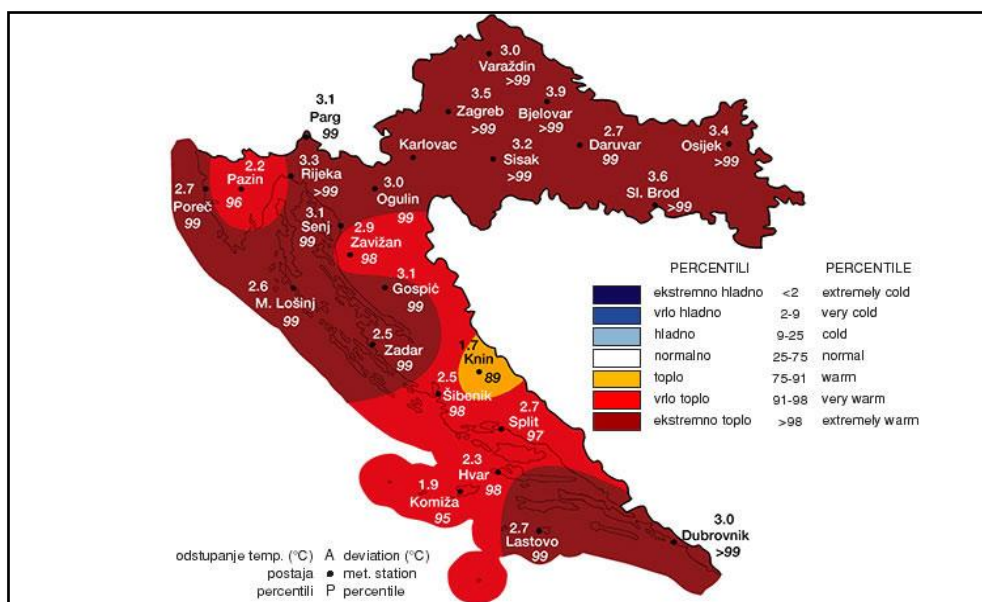 3.0
Varaždin
>99
3.5
Zagreb
>99
3.9
Bjelovar
>99
3.1
Parg
99
Karlovac
3.2
Sisak
>99
2.7
Daruvar
99
3.4
Osijek
>99
3.6
Sl. Brod
>99
2.2
Pazin
96
3.3
Rijeka
>99
2.7
Poreč
99
3.0
Ogulin
99
3.1
Senj
99
2.9
Zavižan
98
3.1
Gospić
99
2.6
M. Lošinj
99
2.5
Zadar
99
1.7
Knin
89
2.5
Šibenik
98
2.7
Split
97
2.3
Hvar
98
1.9
Komiža
95
2.7
Lastovo
99
3.0
Dubrovnik
>99
PERCENTILI PERCENTILE
ekstremno hladno <2 extremely cold
vrlo hladno 2-9 very cold
hladno 9-25 cold
normalno 25-75 normal
toplo 75-91 warm
vrlo toplo 91-98 very warm
ekstremno toplo >98 extremely warm
odstupanje temp. (°C) A deviation (°C)
postaja ● met. station
percentili P percentile